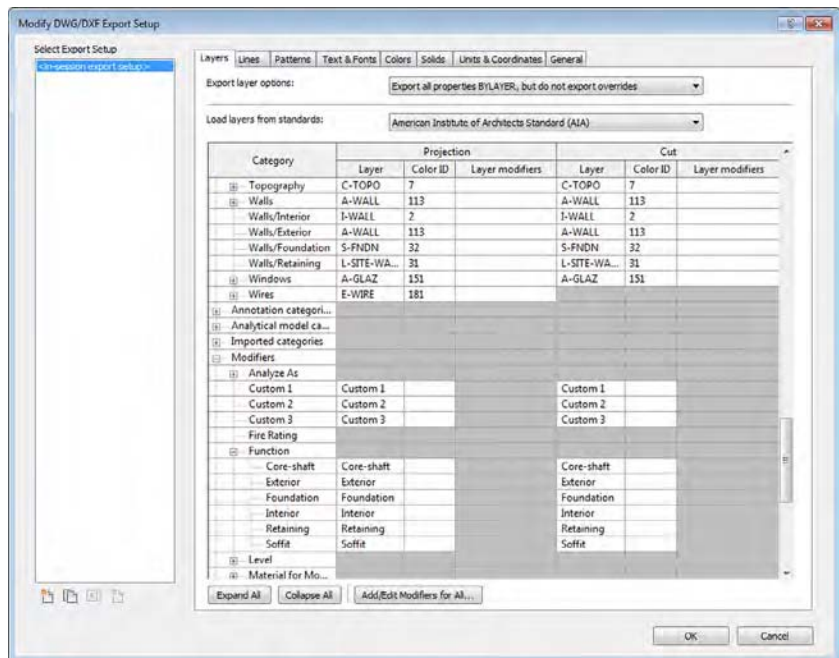 Modify DWG/DXF Export Setup
Select Export Setup
<in-session export setup>
Layers Lines Patterns Text & Fonts Colors Solids Units & Coordinates General
Export layer options: Export all properties BYLAYER, but do not export overrides
Load layers from standards: American Institute of Architects Standard (AIA)
Category Projection Cut
Layer Color ID Layer modifiers Layer Color ID Layer modifiers
Topography C-TOPO 7 C-TOPO 7
Walls A-WALL 113 A-WALL 113
Walls/Interior I-WALL 2 I-WALL 2
Walls/Exterior A-WALL 113 A-WALL 113
Walls/Foundation S-FNDN 32 S-FNDN 32
Walls/Retaining L-SITE-WA... 31 L-SITE-WA... 31
Windows A-GLAZ 151 A-GLAZ 151
Wires E-WIRE 181
Annotation categori...
Analytical model ca...
Imported categories
Modifiers
Analyze As
Custom 1 Custom 1 Custom 1
Custom 2 Custom 2 Custom 2
Custom 3 Custom 3 Custom 3
Fire Rating
Function
Core-shaft Core-shaft Core-shaft
Exterior Exterior Exterior
Foundation Foundation Foundation
Interior Interior Interior
Retaining Retaining Retaining
Soffit Soffit Soffit
Level
Material for Mo...
Expand All Collapse All Add/Edit Modifiers for All...
OK Cancel